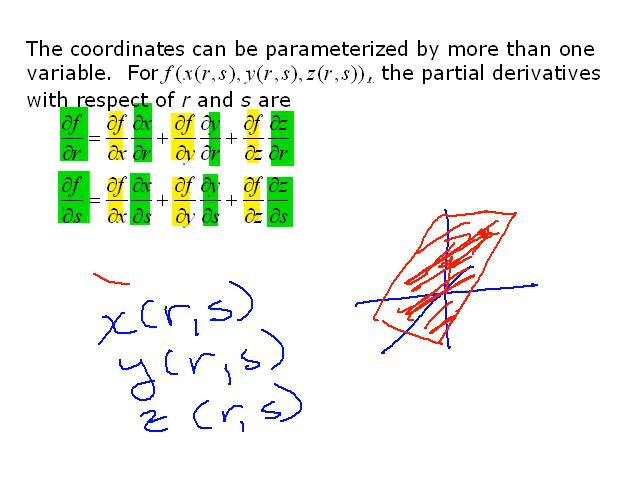 The coordinates can be parameterized by more than one
variable. For f(x(r,s),y(r,s),z(r,s)), the partial derivatives
with respect of r and s are
∂f/∂r = ∂f/∂x ∂x/∂r + ∂f/∂y ∂y/∂r + ∂f/∂z ∂z/∂r
∂f/∂s = ∂f/∂x ∂x/∂s + ∂f/∂y ∂y/∂s + ∂f/∂z ∂z/∂s
x(r,s)
y(r,s)
z(r,s)